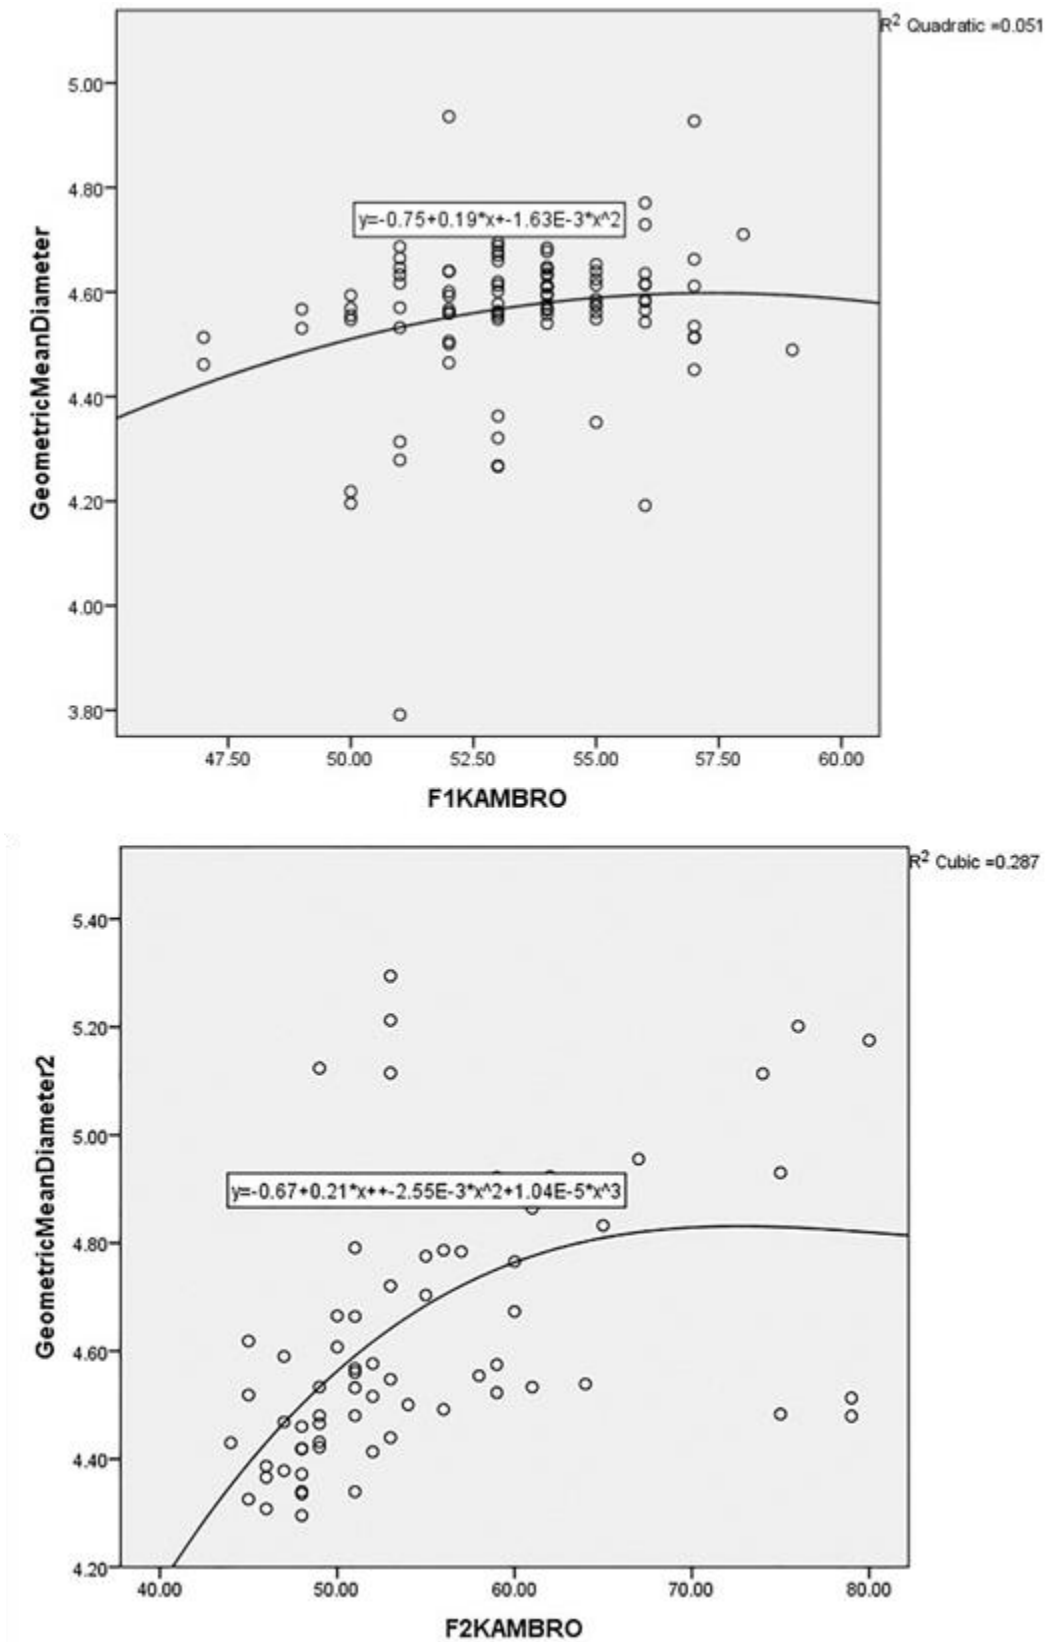 R² Quadratic =0.051
5.00
4.80
y=-0.75+0.19*x+-1.63E-3*x^2
4.60
4.40
4.20
4.00
3.80
GeometricMeanDiameter
47.50 50.00 52.50 55.00 57.50 60.00
F1KAMBRO
R² Cubic =0.287
5.40
5.20
5.00
y=-0.67+0.21*x++-2.55E-3*x^2+1.04E-5*x^3
4.80
4.60
4.40
4.20
GeometricMeanDiameter2
40.00 50.00 60.00 70.00 80.00
F2KAMBRO